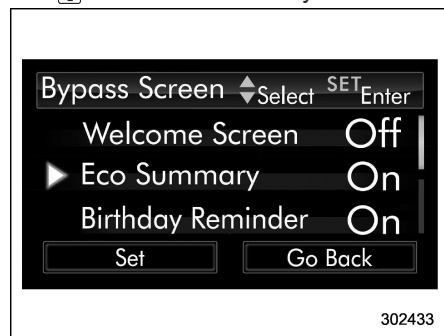 Bypass Screen Select SET Enter
Welcome Screen Off
Eco Summary On
Birthday Reminder On
Set Go Back
302433